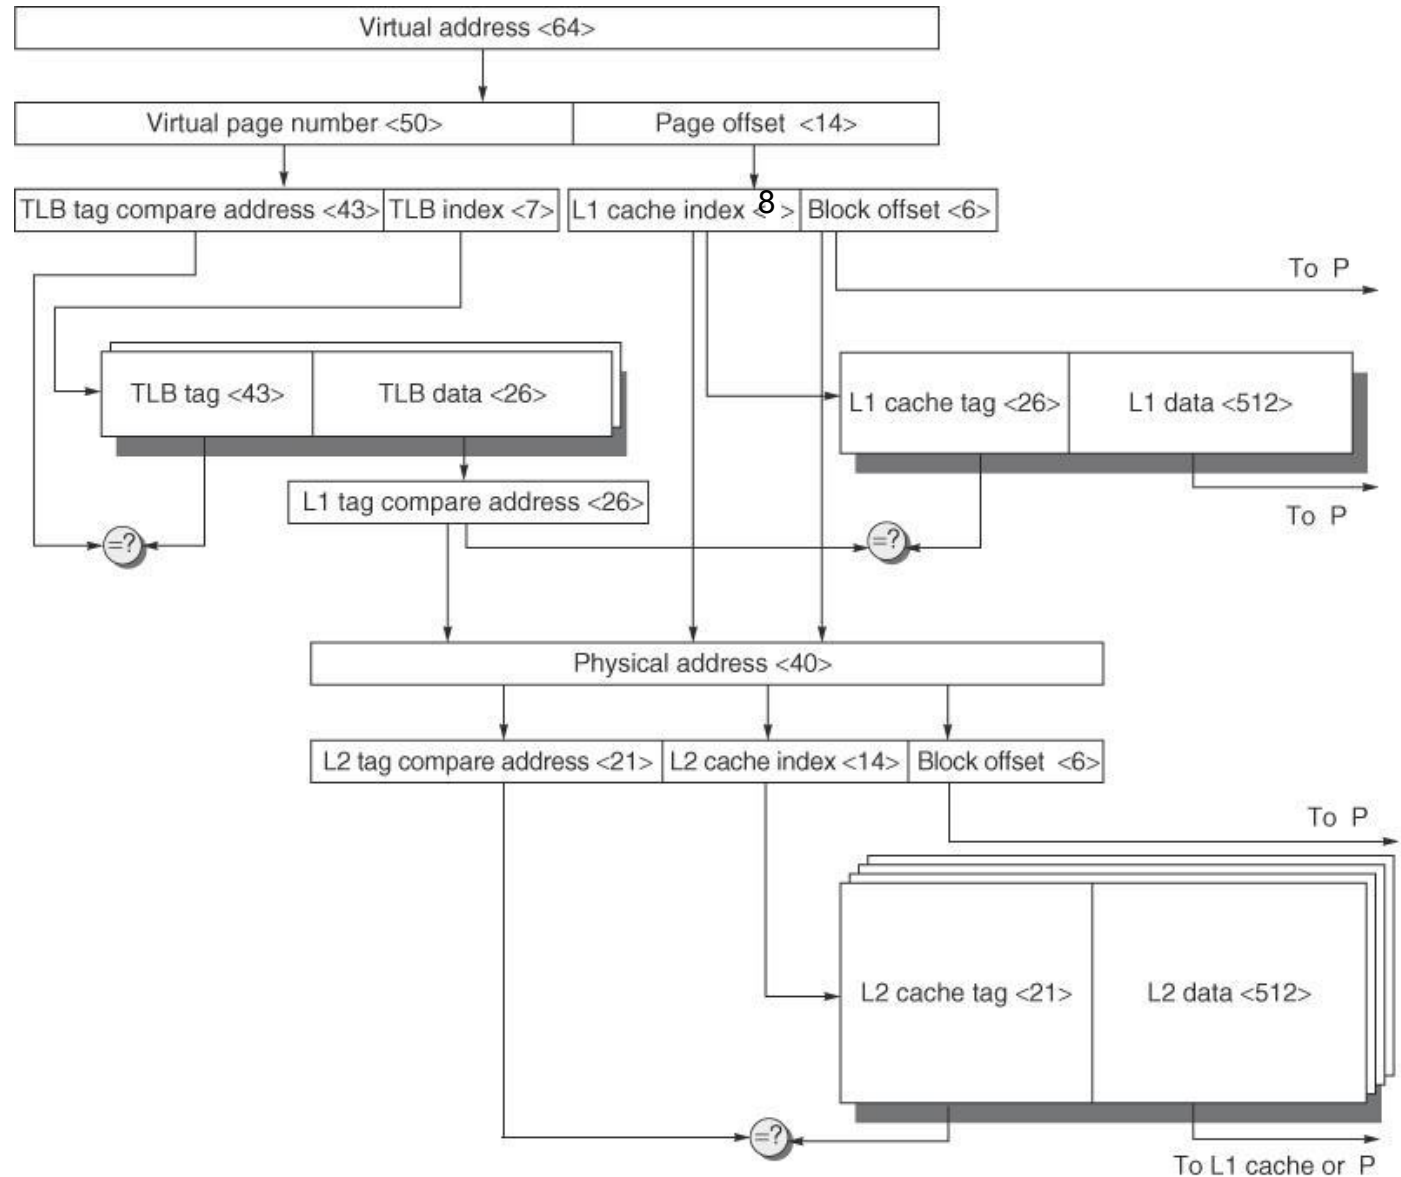 Virtual address <64>
Virtual page number <50> Page offset <14>
TLB tag compare address <43> TLB index <7> L1 cache index <8> Block offset <6>
To P
TLB tag <43> TLB data <26> L1 cache tag <26> L1 data <512>
L1 tag compare address <26>
To P
=? =?
Physical address <40>
L2 tag compare address <21> L2 cache index <14> Block offset <6>
To P
L2 cache tag <21> L2 data <512>
=?
To L1 cache or P